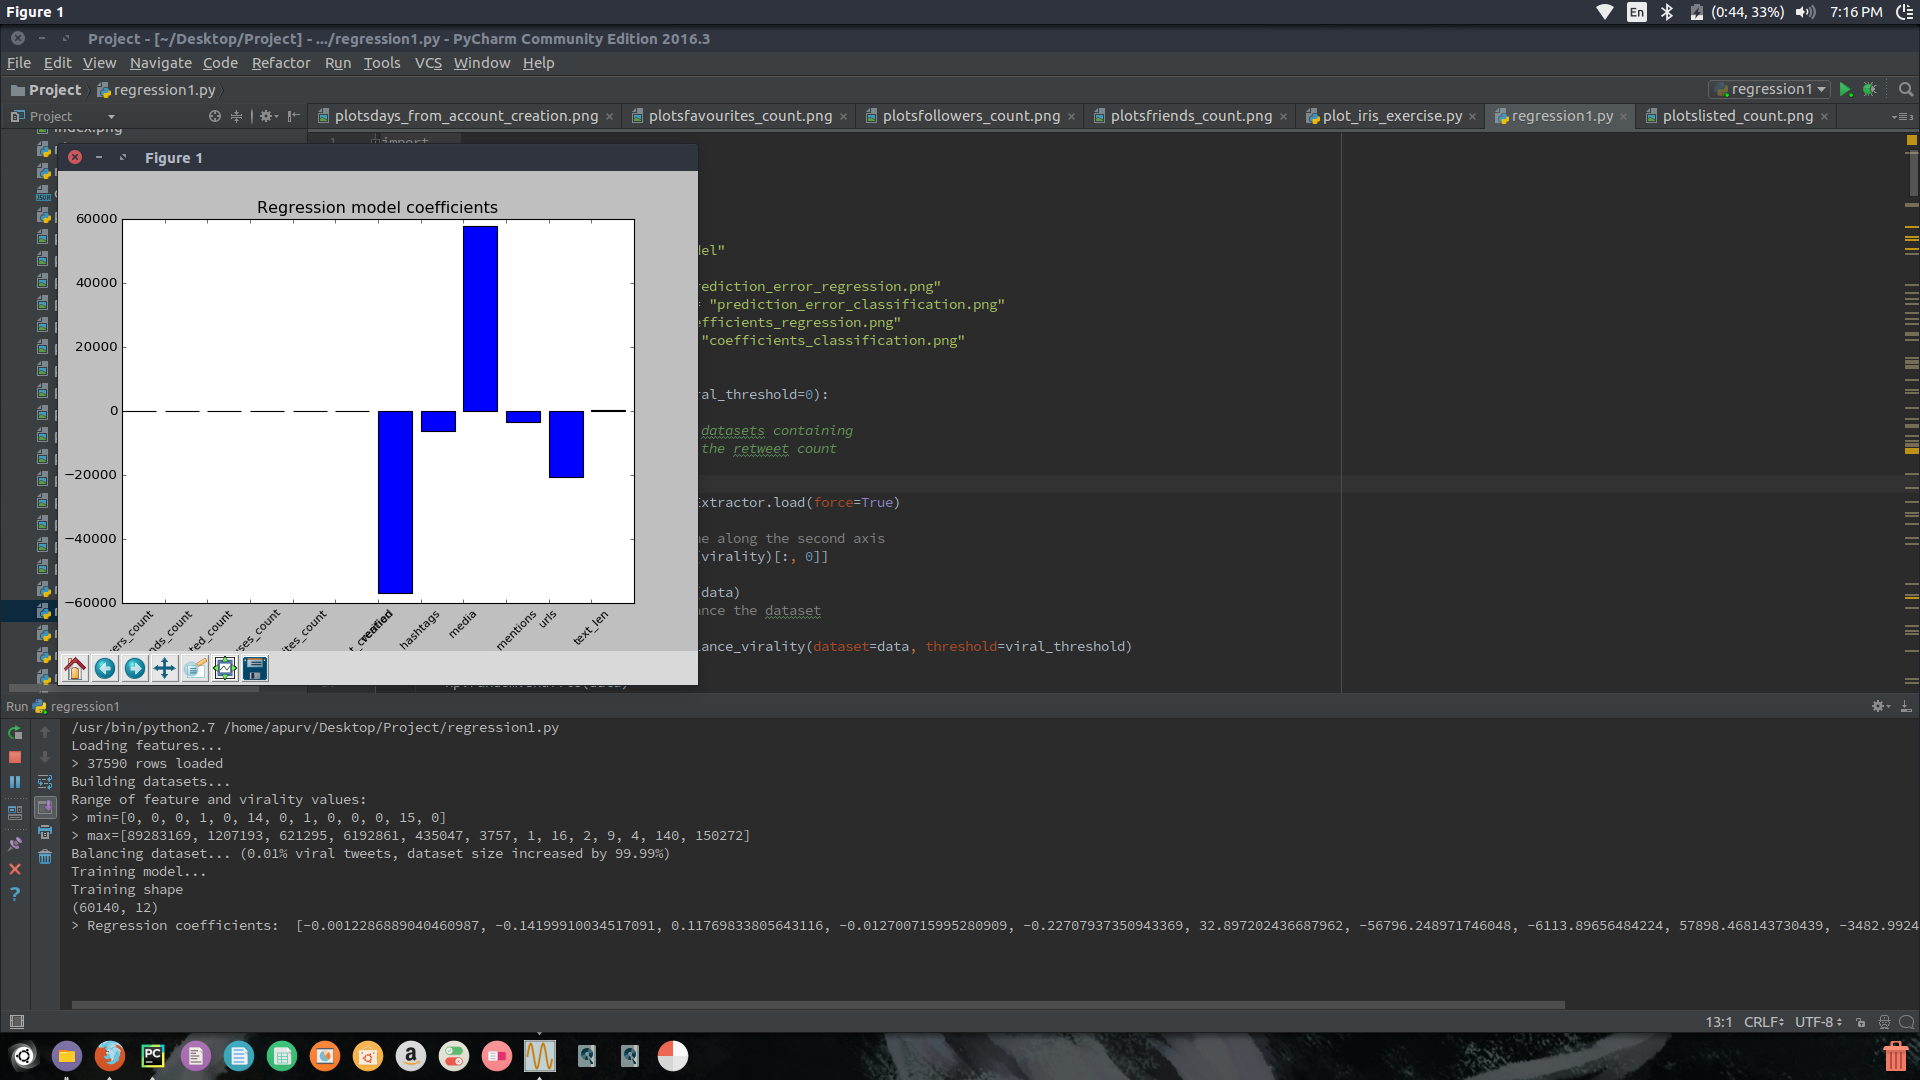 Figure 1
En
(0:44, 33%)
7:16 PM
Project - [~/Desktop/Project] - .../regression1.py - PyCharm Community Edition 2016.3
File Edit View Navigate Code Refactor Run Tools VCS Window Help
Project
regression1.py
regression1
Project
plotsdays_from_account_creation.png
plotsfavourites_count.png
plotsfollowers_count.png
plotsfriends_count.png
plot_iris_exercise.py
regression1.py
plotslisted_count.png
import
Figure 1
Regression model coefficients
60000
40000
20000
0
−20000
−40000
−60000
ers_count
nds_count
ted_count
ses_count
ites_count
verified
hashtags
media
mentions
urls
text_len
del"
rediction_error_regression.png"
= "prediction_error_classification.png"
efficients_regression.png"
"coefficients_classification.png"
ral_threshold=0):
datasets containing
the retweet count
Extractor.load(force=True)
ne along the second axis
(virality)[:, 0]]
(data)
nce the dataset
lance_virality(dataset=data, threshold=viral_threshold)
Run regression1
/usr/bin/python2.7 /home/apurv/Desktop/Project/regression1.py
Loading features...
> 37590 rows loaded
Building datasets...
Range of feature and virality values:
> min=[0, 0, 0, 1, 0, 14, 0, 1, 0, 0, 0, 15, 0]
> max=[89283169, 1207193, 621295, 6192861, 435047, 3757, 1, 16, 2, 9, 4, 140, 150272]
Balancing dataset... (0.01% viral tweets, dataset size increased by 99.99%)
Training model...
Training shape
(60140, 12)
> Regression coefficients:  [-0.0012286889040460987, -0.14199910034517091, 0.11769833805643116, -0.012700715995280909, -0.22707937350943369, 32.897202436687962, -56796.248971746048, -6113.89656484224, 57898.468143730439, -3482.9924
13:1 CRLF UTF-8
PC
a